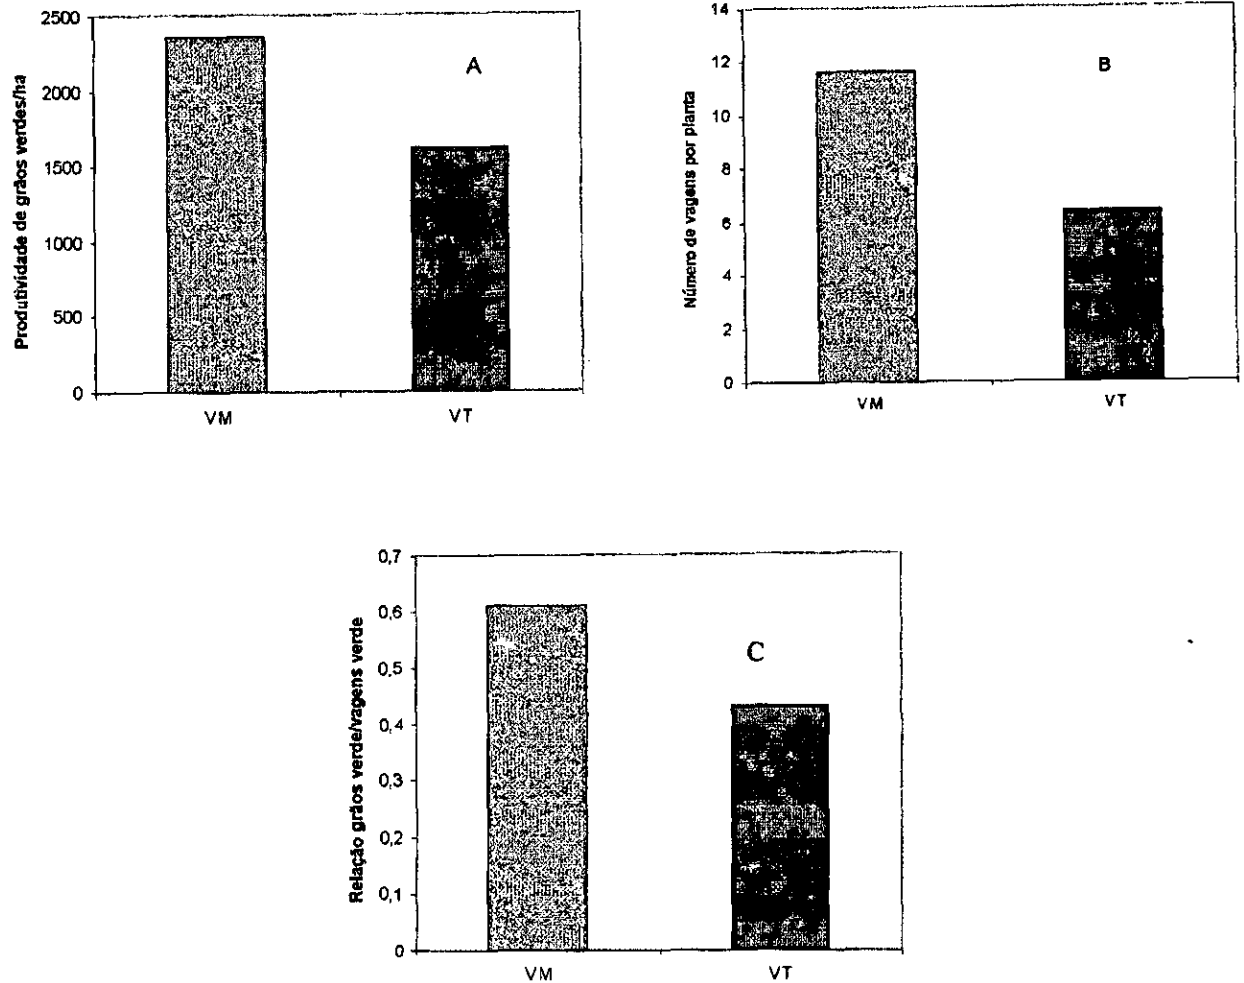 Produtividade de grãos verdes/ha
2500
2000
1500
1000
500
0
A
VM
VT
Número de vagens por planta
14
12
10
8
6
4
2
0
B
VM
VT
Relação grãos verde/vagens verde
0,7
0,6
0,5
0,4
0,3
0,2
0,1
0
C
VM
VT